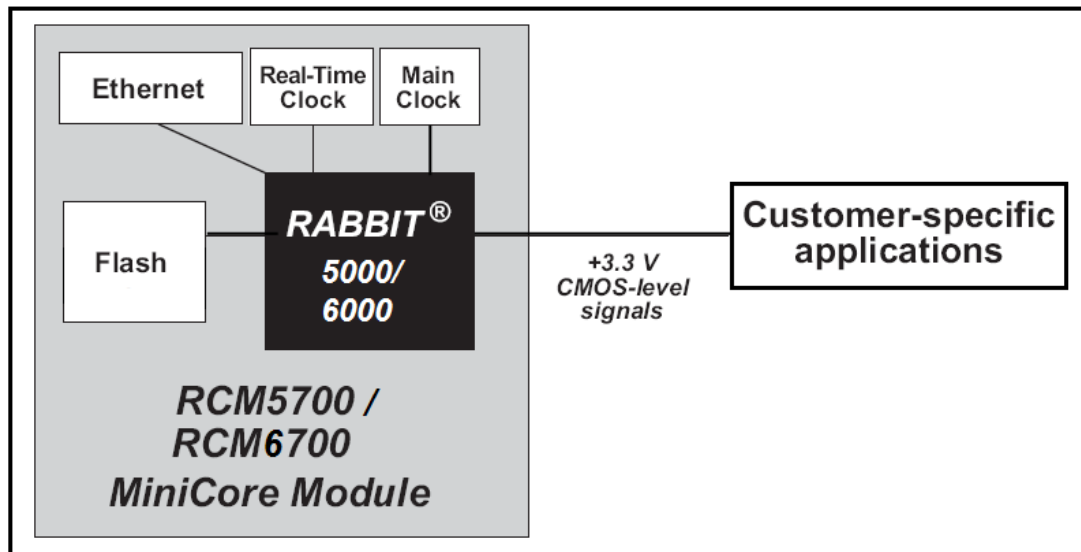 Ethernet
Real-Time
Clock
Main
Clock
Flash
RABBIT®
5000/
6000
+3.3 V
CMOS-level
signals
Customer-specific
applications
RCM5700 /
RCM6700
MiniCore Module